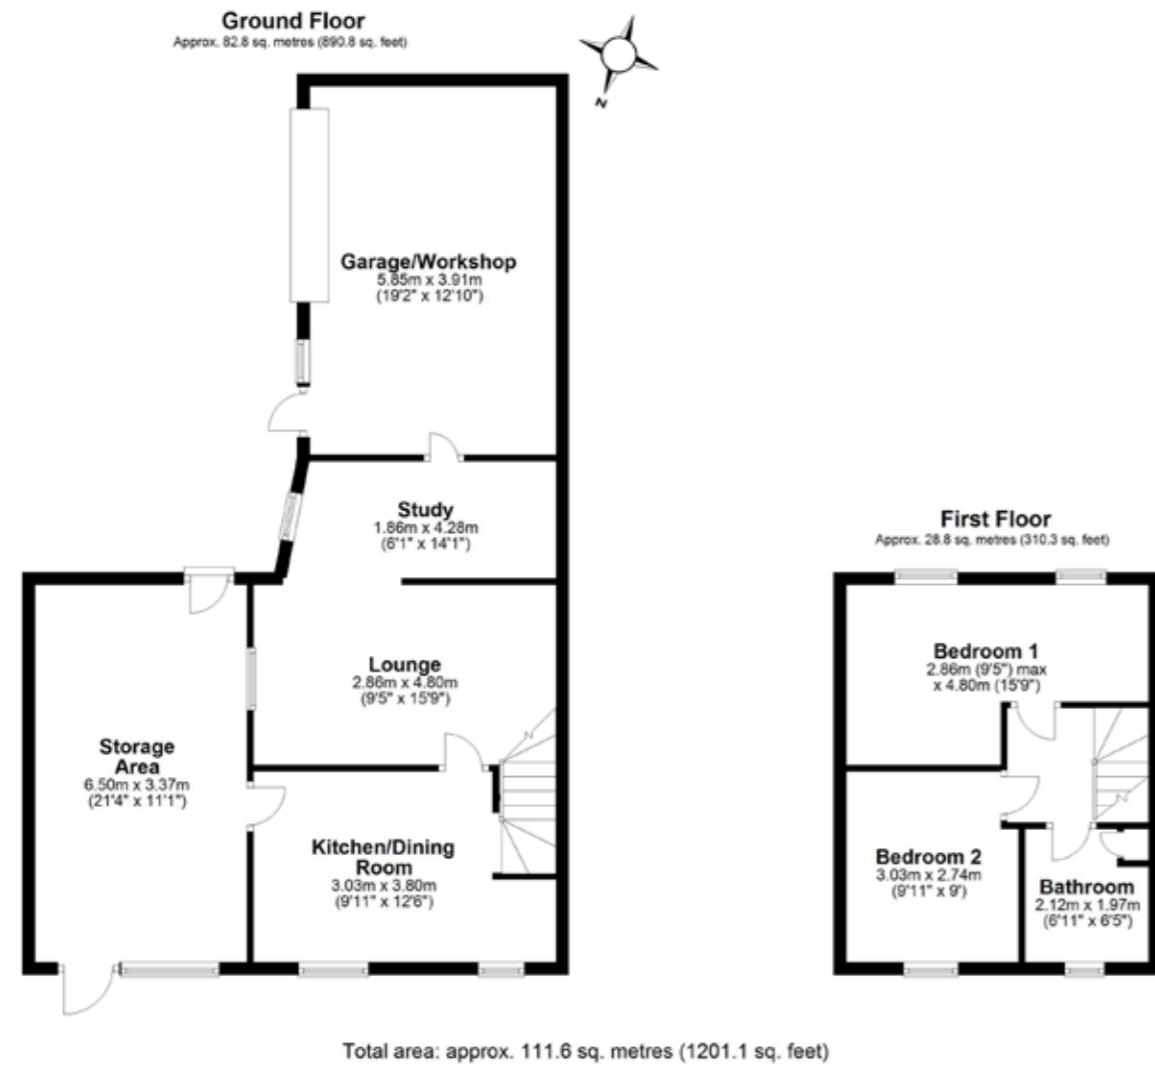 Ground Floor
Approx. 82.8 sq. metres (890.8 sq. feet)
N
Garage/Workshop
5.85m x 3.91m
(19'2" x 12'10")
Study
1.86m x 4.28m
(6'1" x 14'1")
Lounge
2.86m x 4.80m
(9'5" x 15'9")
N
Storage
Area
6.50m x 3.37m
(21'4" x 11'1")
Kitchen/Dining
Room
3.03m x 3.80m
(9'11" x 12'6")
First Floor
Approx. 28.8 sq. metres (310.3 sq. feet)
Bedroom 1
2.86m (9'5") max
x 4.80m (15'9")
N
Bedroom 2
3.03m x 2.74m
(9'11" x 9')
Bathroom
2.12m x 1.97m
(6'11" x 6'5")
Total area: approx. 111.6 sq. metres (1201.1 sq. feet)